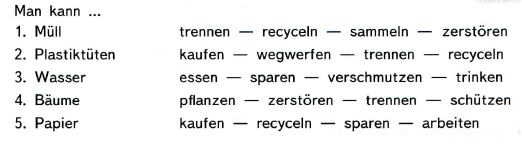 Man kann ...
1. Müll trennen — recyceln — sammeln — zerstören
2. Plastiktüten kaufen — wegwerfen — trennen — recyceln
3. Wasser essen — sparen — verschmutzen — trinken
4. Bäume pflanzen — zerstören — trennen — schützen
5. Papier kaufen — recyceln — sparen — arbeiten